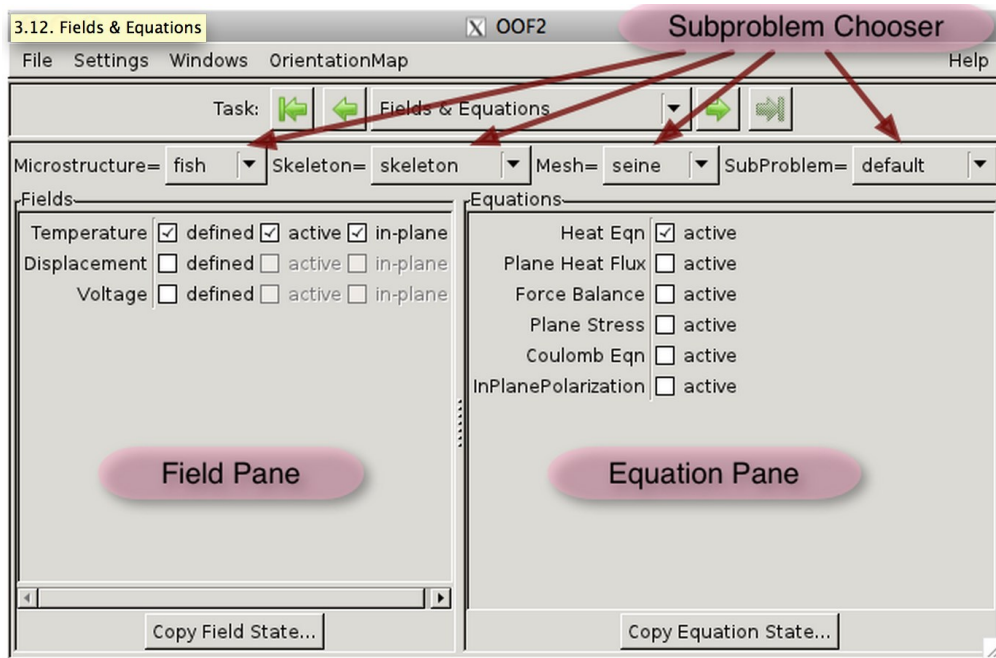 3.12. Fields & Equations
X OOF2
Subproblem Chooser
File Settings Windows OrientationMap Help
Task: Fields & Equations
Microstructure= fish Skeleton= skeleton Mesh= seine SubProblem= default
Fields
Temperature defined active in-plane
Displacement defined active in-plane
Voltage defined active in-plane
Field Pane
Copy Field State...
Equations
Heat Eqn active
Plane Heat Flux active
Force Balance active
Plane Stress active
Coulomb Eqn active
InPlanePolarization active
Equation Pane
Copy Equation State...